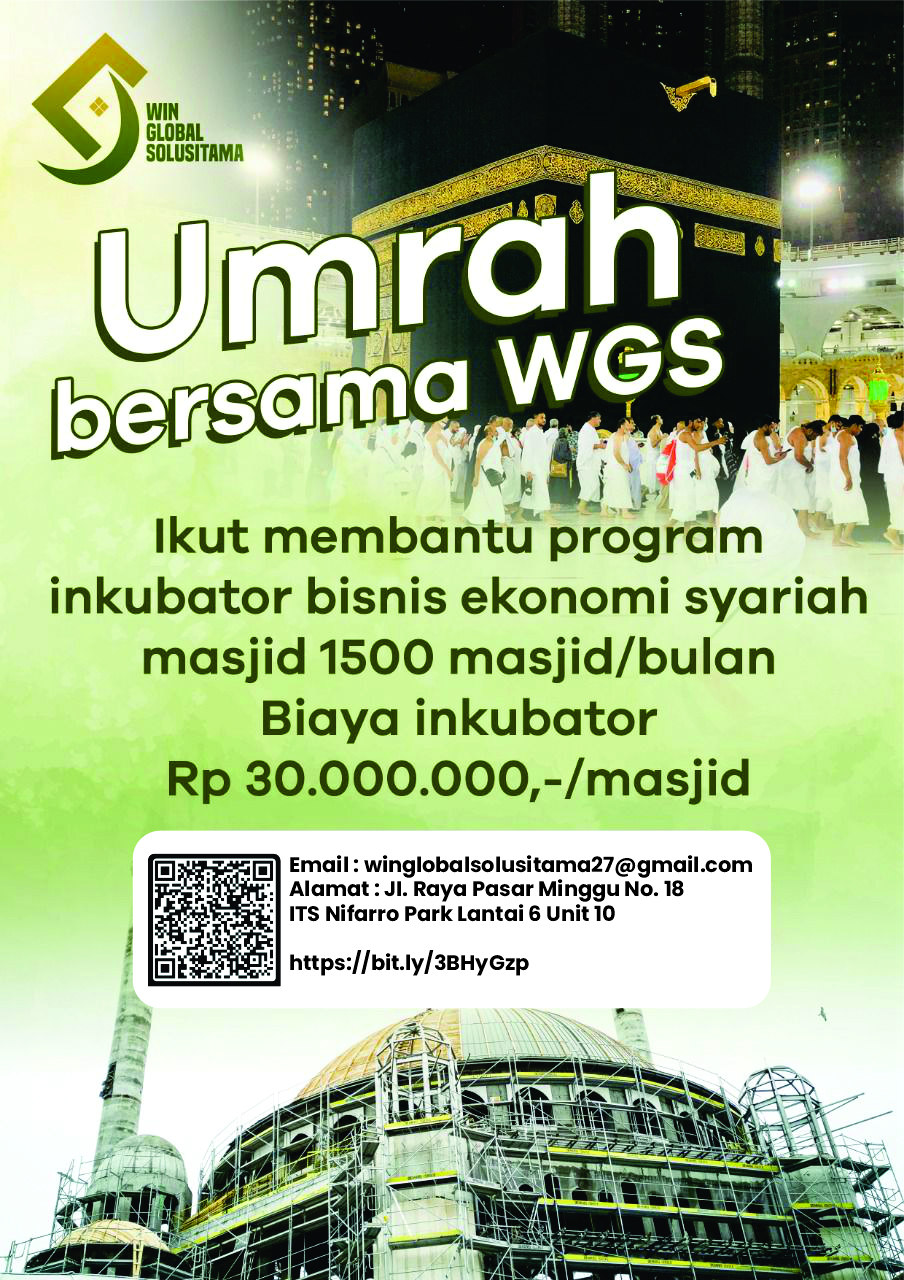 WIN
GLOBAL
SOLUSITAMA
Umrah
bersama WGS
Ikut membantu program
inkubator bisnis ekonomi syariah
masjid 1500 masjid/bulan
Biaya inkubator
Rp 30.000.000,-/masjid
Email : winglobalsolusitama27@gmail.com
Alamat : Jl. Raya Pasar Minggu No. 18
ITS Nifarro Park Lantai 6 Unit 10
https://bit.ly/3BHyGzp